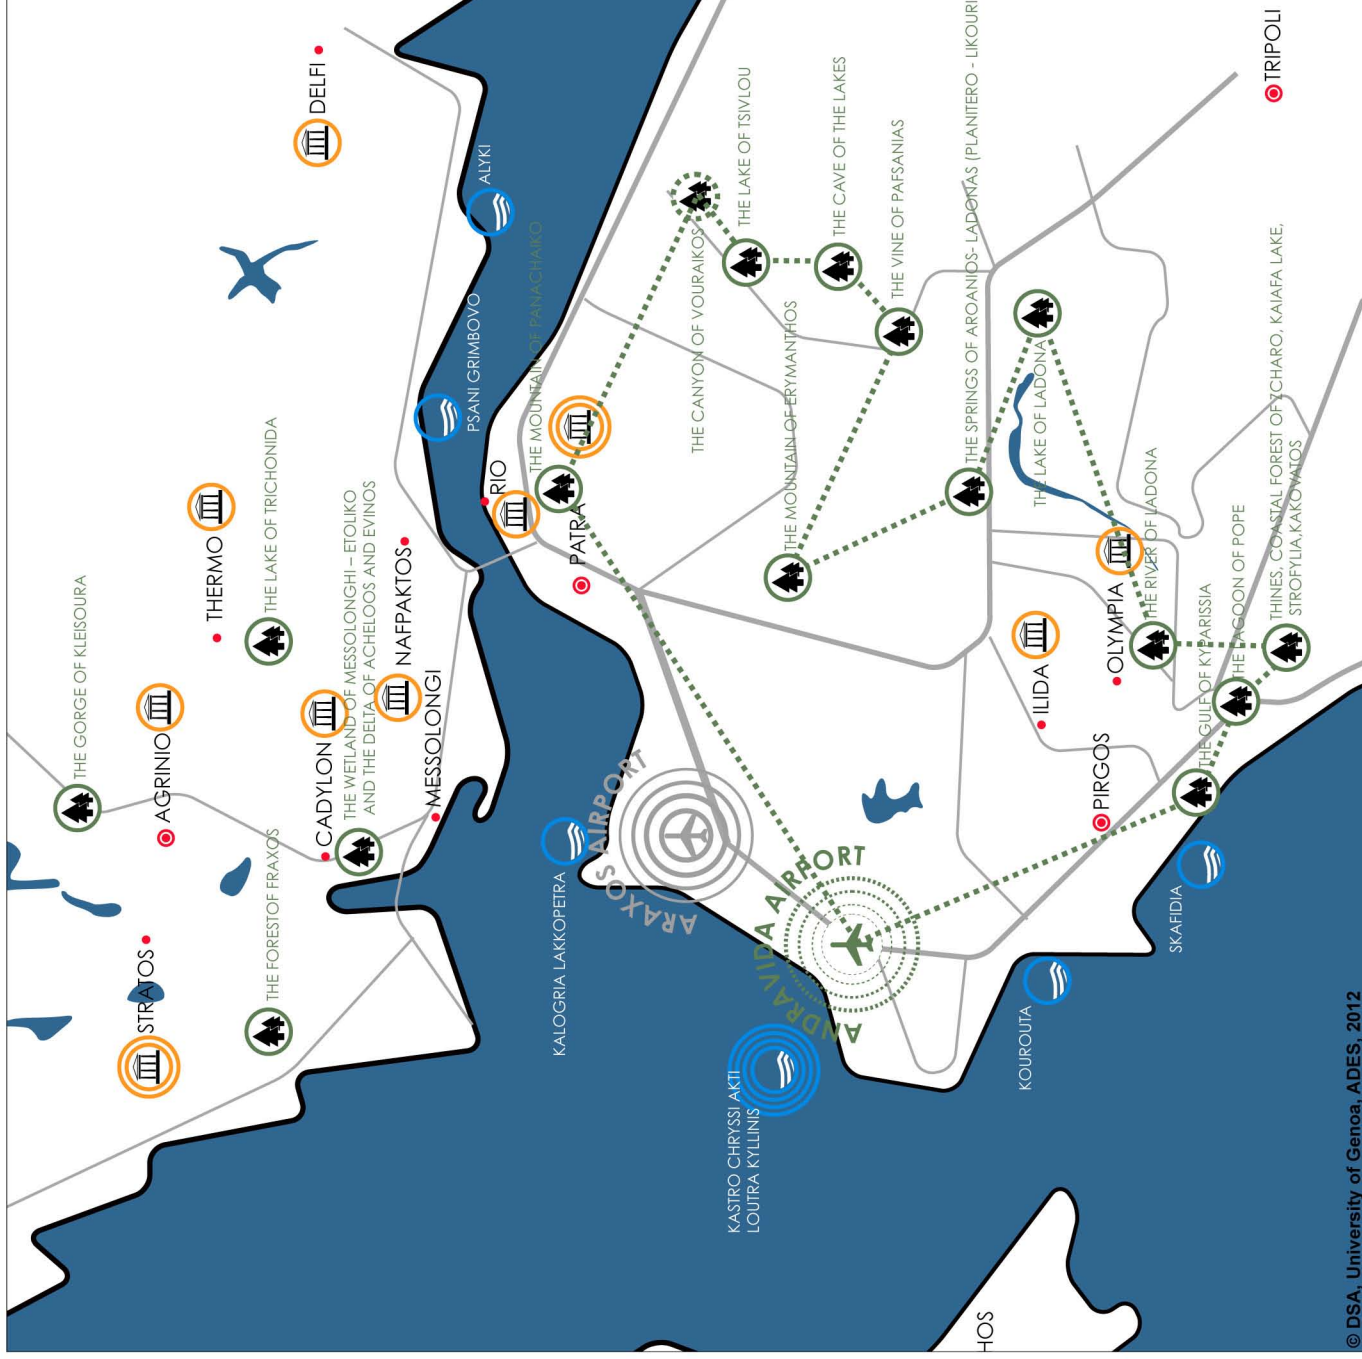 THE GORGE OF KLEISOURA
AGRINIO
STRATOS
THERMO
THE LAKE OF TRICHONIDA
THE FORESTOF FRAXOS
DELFI
CADYLON
THE WETLAND OF MESSOLONGHI – ETOLIKO
AND THE DELTA OF ACHELOOS AND EVINOS
NAFPAKTOS
MESSOLONGI
ALYKI
PSANI GRIMBOVO
RIO
THE MOUNTAIN OF PANACHAIKO
PATRA
KALOGRIA LAKKOPETRA
ARAXOS AIRPORT
THE CANYON OF VOURAIKOS
THE LAKE OF TSIVLOU
THE CAVE OF THE LAKES
THE MOUNTAIN OF ERYMANTHOS
THE VINE OF PAFSANIAS
ANDRAVIDA AIRPORT
KASTRO CHRYSSI AKTI
LOUTRA KYLLINIS
THE SPRINGS OF AROANIOS- LADONAS (PLANITERO - LIKOURI
THE LAKE OF LADONA
ILIDA
KOUROUTA
PIRGOS
OLYMPIA
THE RIVER OF LADONA
SKAFIDIA
THE GULF OF KYPARISSIA
THE LAGOON OF POPE
THINES, COASTAL FOREST OF ZCHARO, KAIAFA LAKE,
STROFYLIA,KAKOVATOS
TRIPOLI
HOS
© DSA, University of Genoa, ADES, 2012